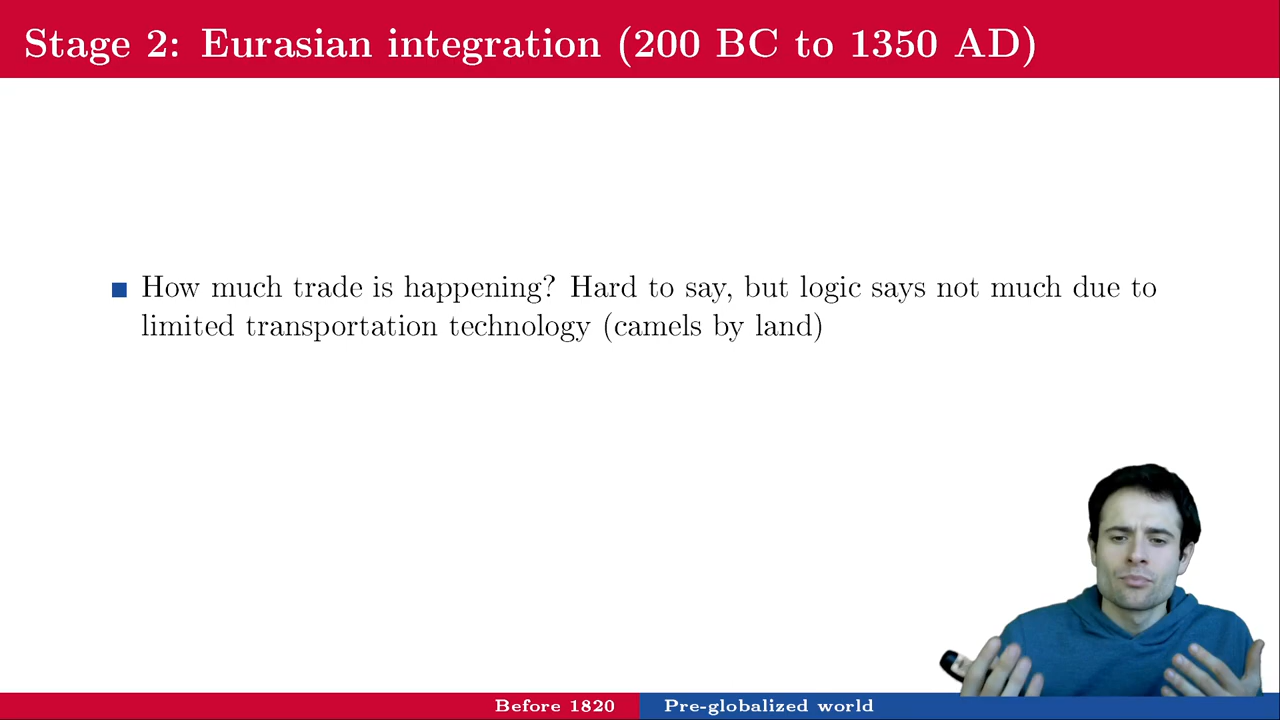 Stage 2: Eurasian integration (200 BC to 1350 AD)
How much trade is happening? Hard to say, but logic says not much due to
limited transportation technology (camels by land)
Before 1820
Pre-globalized world